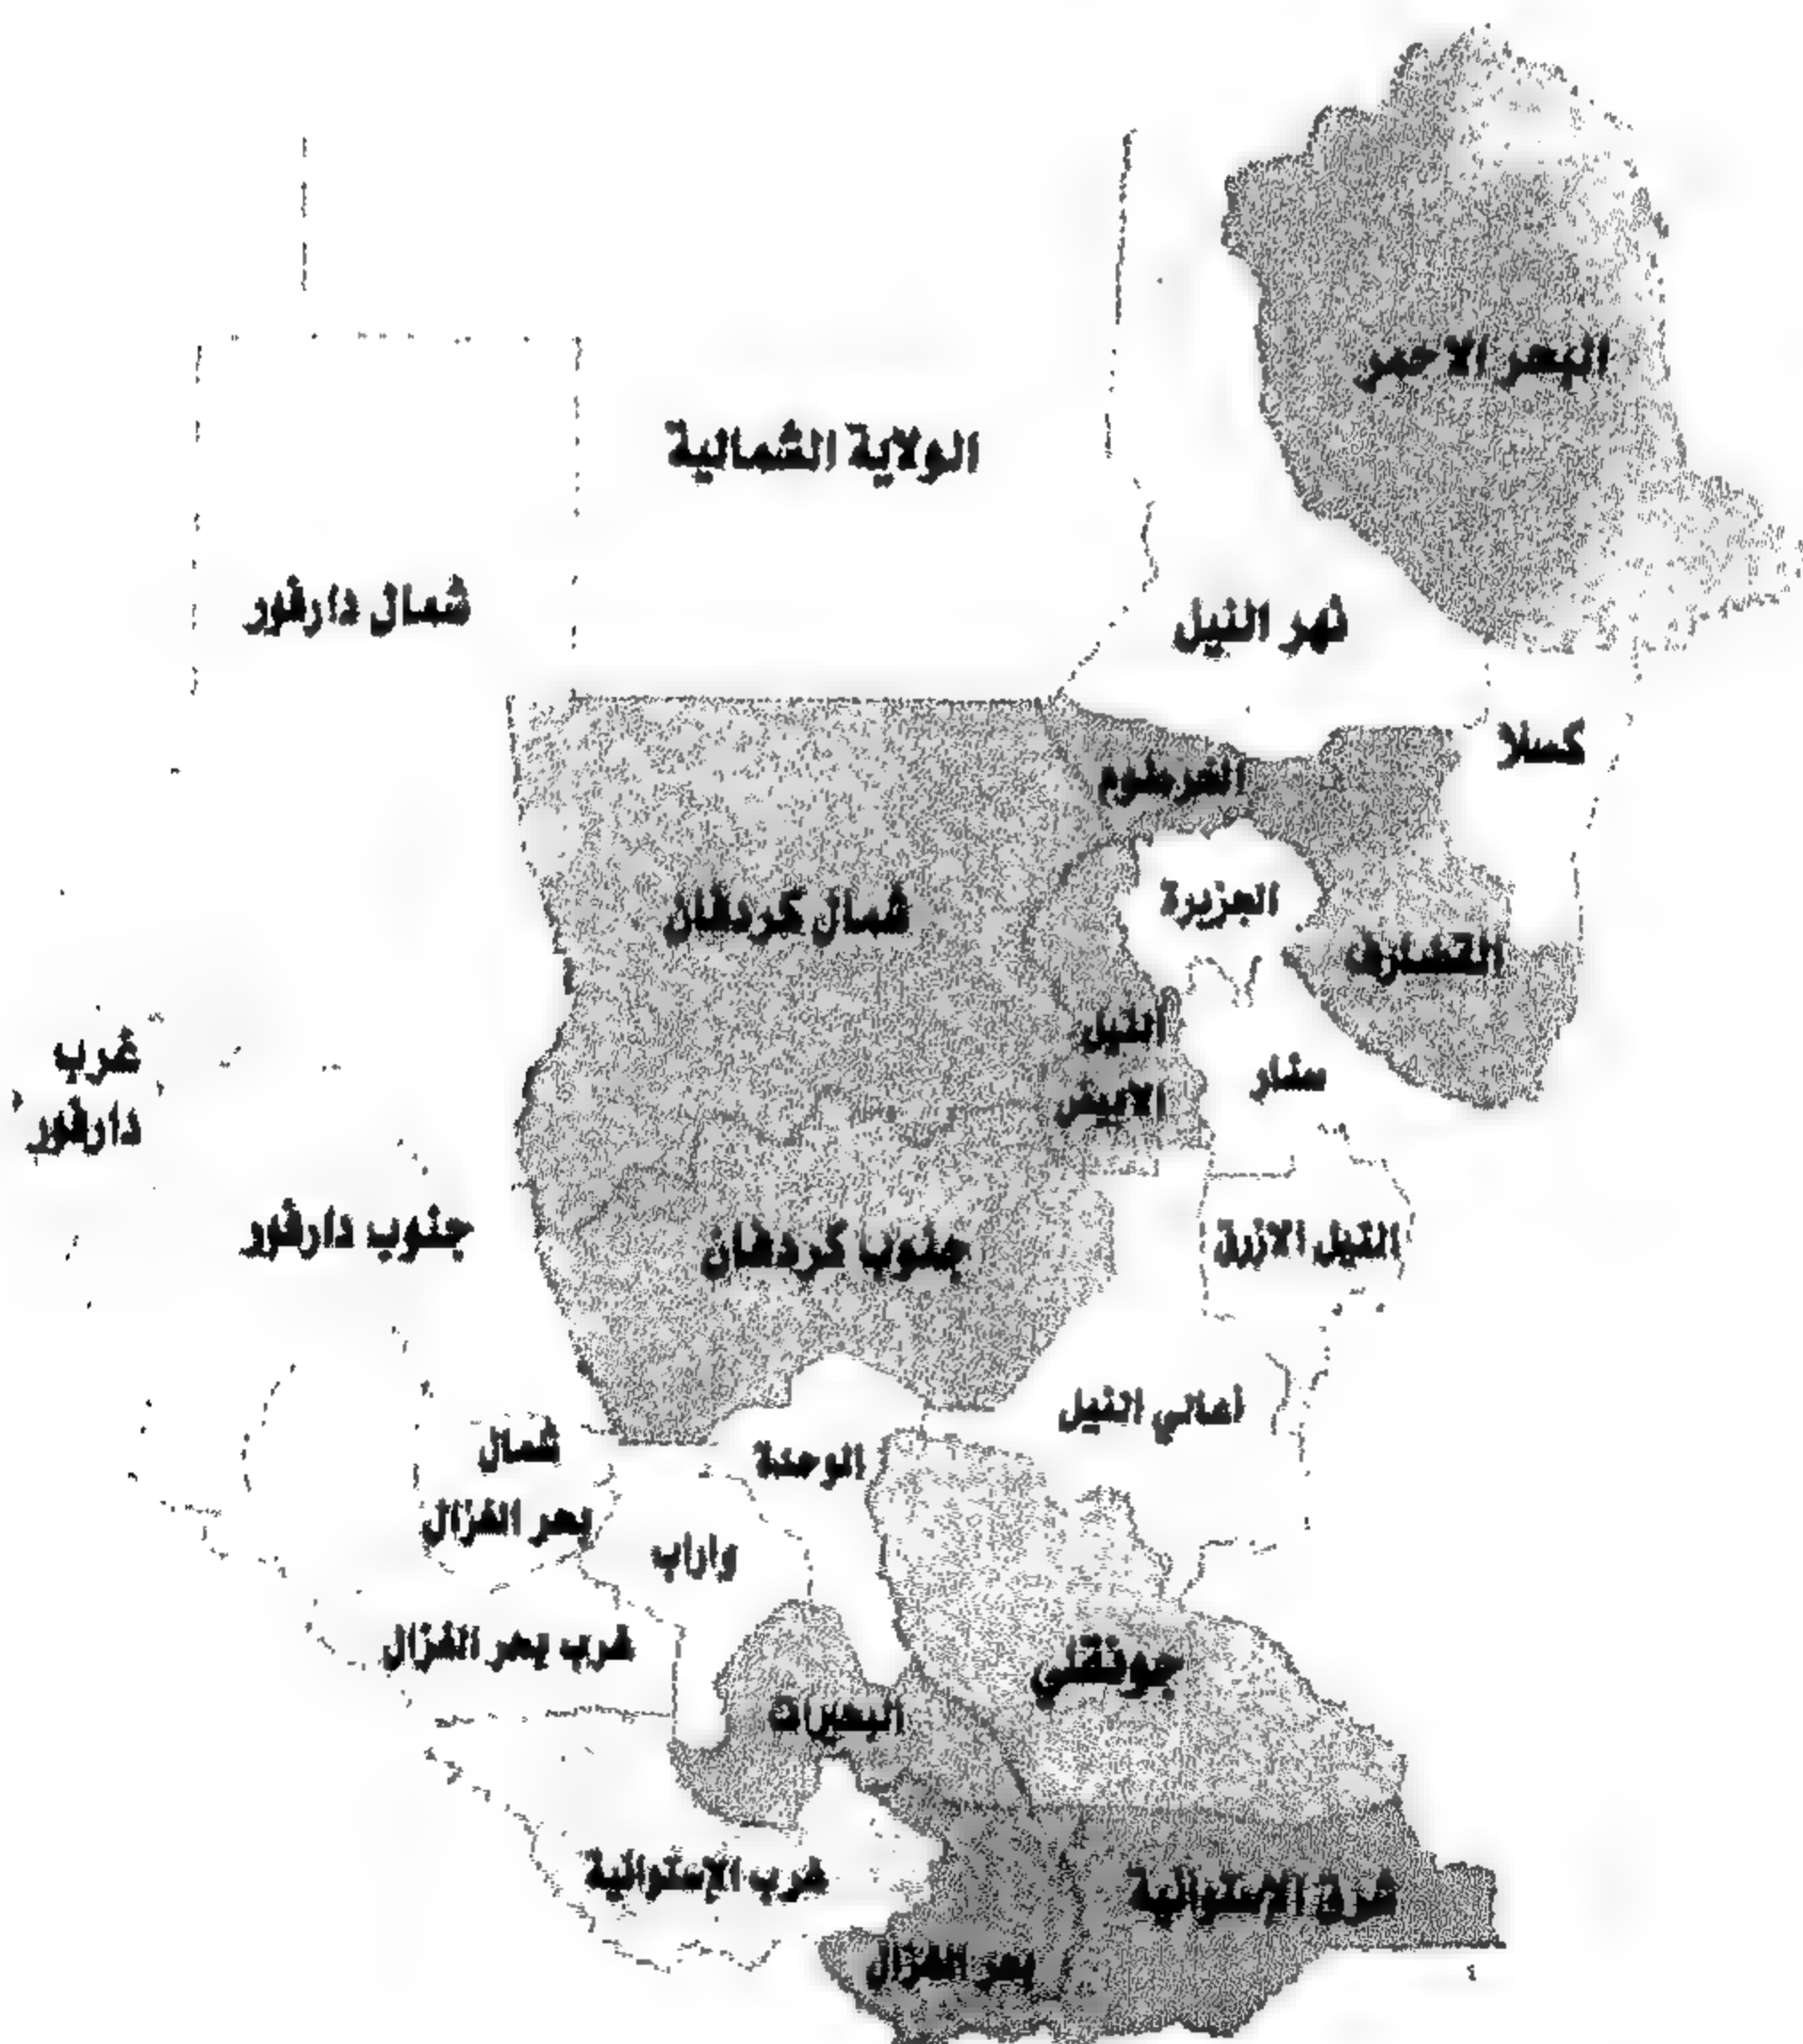 البحر الاحمر
الولاية الشمالية
شمال دارفور
نهر النيل
كسلا
الخرطوم
شمال كردفان
الجزيرة
القضارف
النيل
الابيض
غرب
دارفور
سنار
جنوب دارفور
جنوب كردفان
النيل الازرق
أعالي النيل
شمال
بحر الغزال
الوحدة
واراب
غرب بحر الغزال
جونقلي
البحيرات
غرب الإستوائية
شرق الإستوائية
بحر الغزال